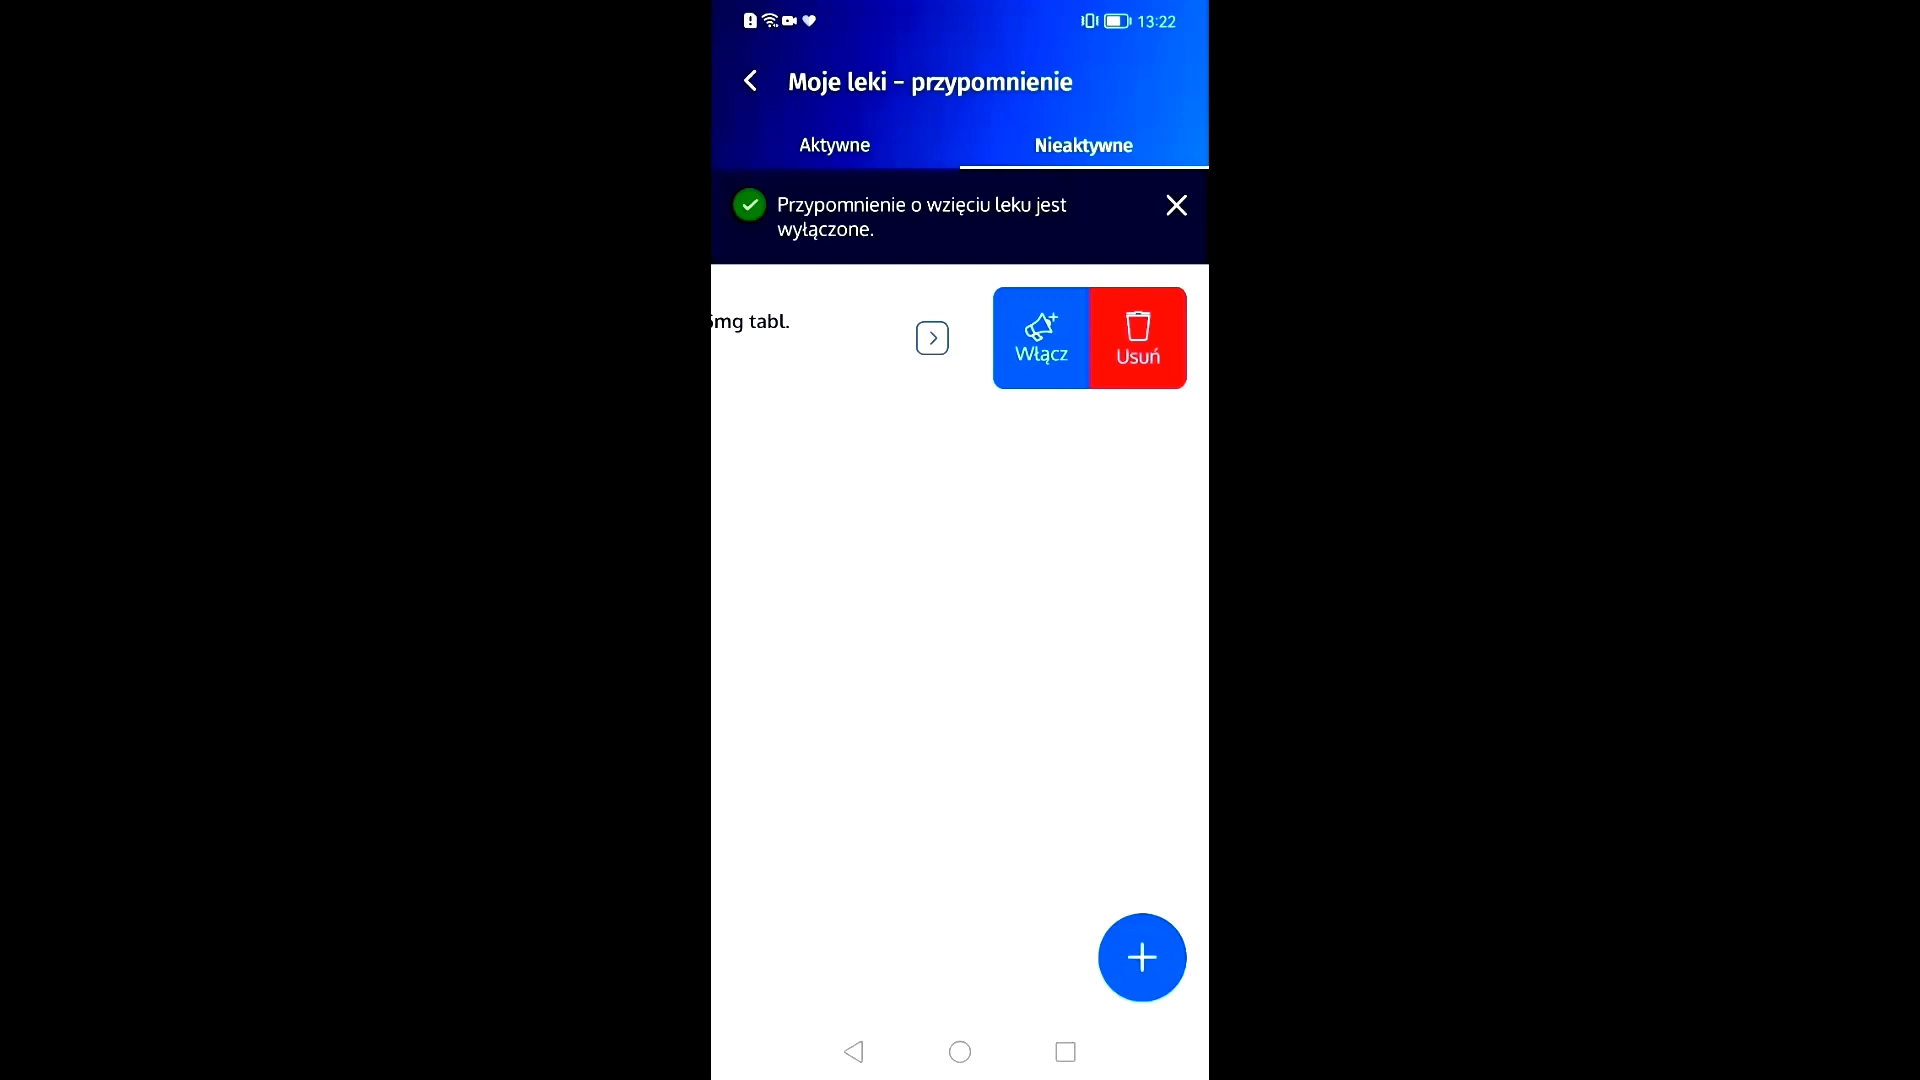 13:22
Moje leki – przypomnienie
Aktywne
Nieaktywne
Przypomnienie o wzięciu leku jest
wyłączone.
mg tabl.
Włącz
Usuń